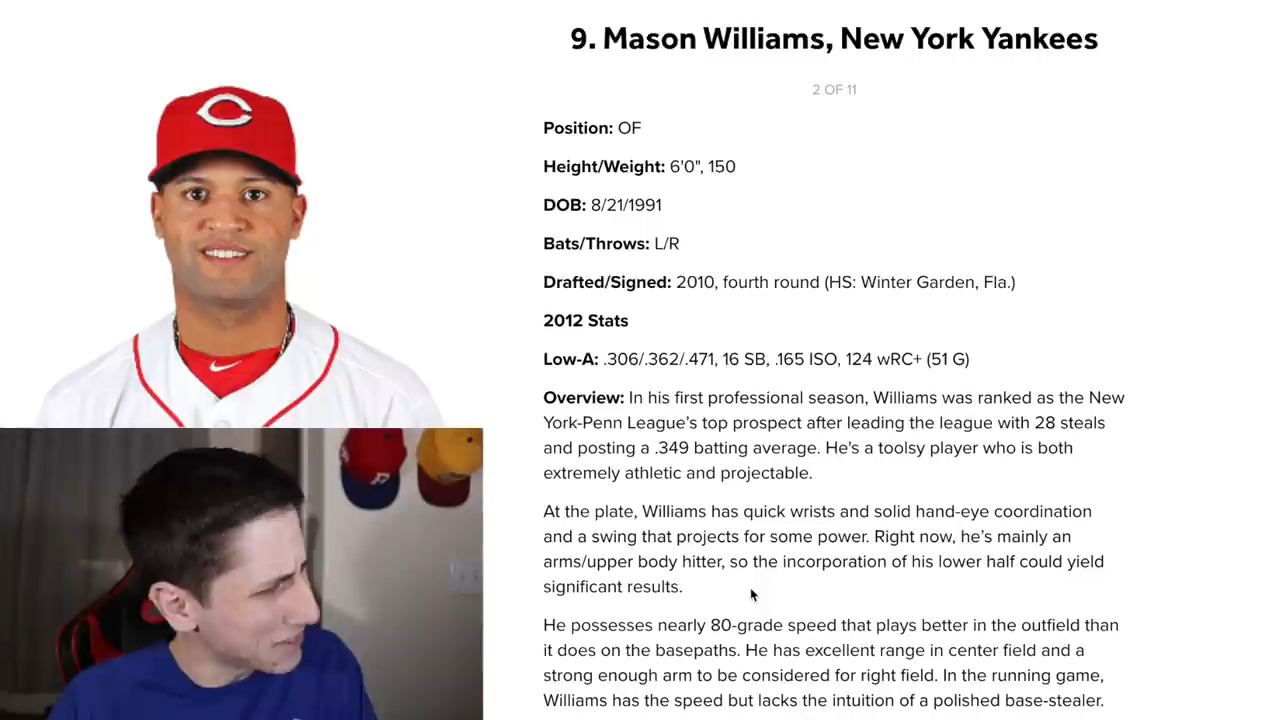 9. Mason Williams, New York Yankees
2 OF 11
Position: OF
Height/Weight: 6'0", 150
DOB: 8/21/1991
Bats/Throws: L/R
Drafted/Signed: 2010, fourth round (HS: Winter Garden, Fla.)
2012 Stats
Low-A: .306/.362/.471, 16 SB, .165 ISO, 124 wRC+ (51 G)
Overview: In his first professional season, Williams was ranked as the New
York-Penn League’s top prospect after leading the league with 28 steals
and posting a .349 batting average. He's a toolsy player who is both
extremely athletic and projectable.
At the plate, Williams has quick wrists and solid hand-eye coordination
and a swing that projects for some power. Right now, he’s mainly an
arms/upper body hitter, so the incorporation of his lower half could yield
significant results.
He possesses nearly 80-grade speed that plays better in the outfield than
it does on the basepaths. He has excellent range in center field and a
strong enough arm to be considered for right field. In the running game,
Williams has the speed but lacks the intuition of a polished base-stealer.